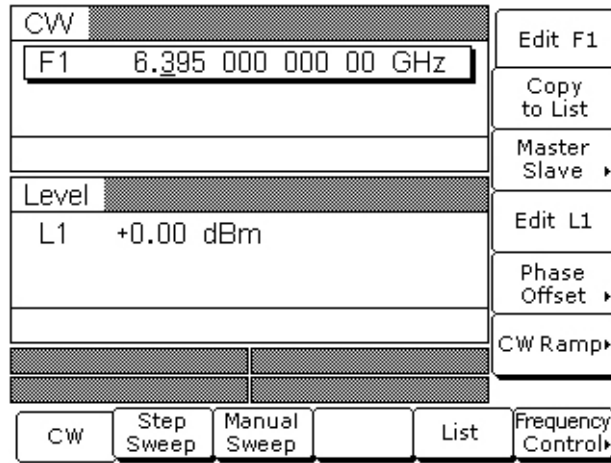 CW
F1 6.395 000 000 00 GHz
Level
L1 +0.00 dBm
Edit F1
Copy
to List
Master
Slave
Edit L1
Phase
Offset
CW Ramp
CW
Step
Sweep
Manual
Sweep
List
Frequency
Control